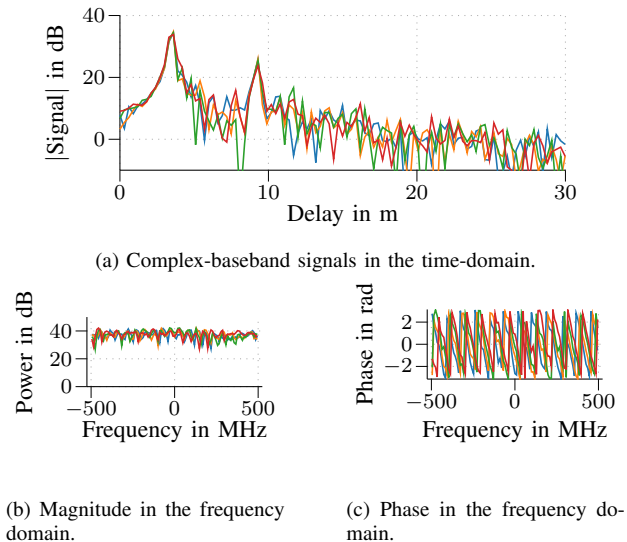 40
20
0
|Signal| in dB
0
10
20
30
Delay in m
(a) Complex-baseband signals in the time-domain.
40
20
0
Power in dB
−500
0
500
Frequency in MHz
2
0
−2
Phase in rad
−500
0
500
Frequency in MHz
(b) Magnitude in the frequency
domain.
(c) Phase in the frequency do-
main.